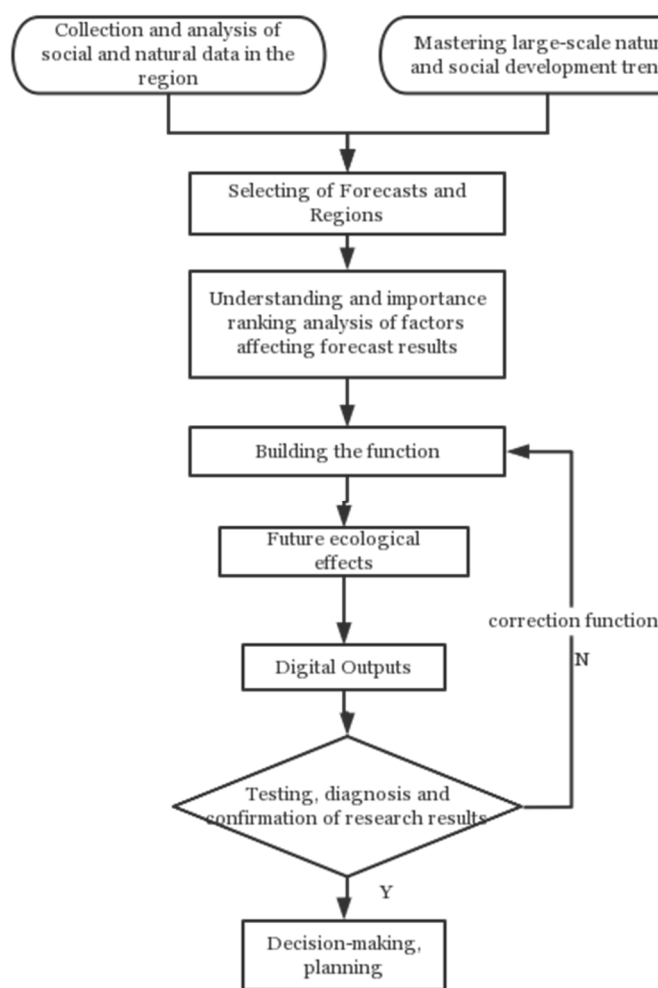 Collection and analysis of
social and natural data in the
region
Mastering large-scale natur
and social development tren
Selecting of Forecasts and
Regions
Understanding and importance
ranking analysis of factors
affecting forecast results
Building the function
Future ecological
effects
correction function
N
Digital Outputs
Testing, diagnosis and
confirmation of research results
Y
Decision-making,
planning